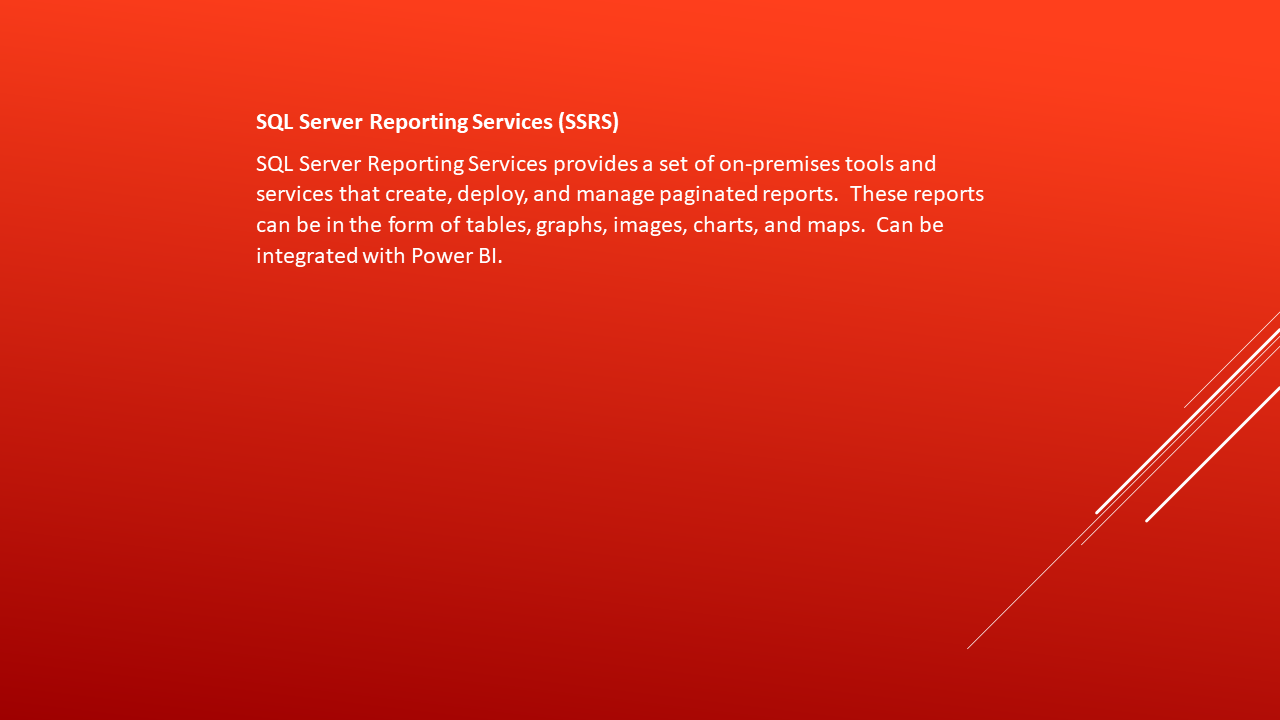 SQL Server Reporting Services (SSRS)
SQL Server Reporting Services provides a set of on-premises tools and
services that create, deploy, and manage paginated reports.  These reports
can be in the form of tables, graphs, images, charts, and maps.  Can be
integrated with Power BI.